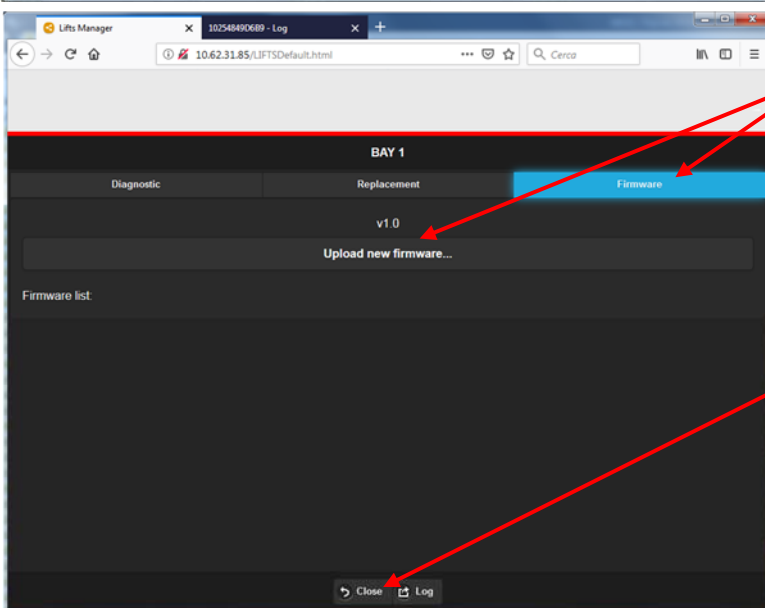 Lifts Manager 10254849D6B9 - Log
10.62.31.85/LIFTSDefault.html Cerca
BAY 1
Diagnostic Replacement Firmware
v1.0
Upload new firmware...
Firmware list:
Close Log